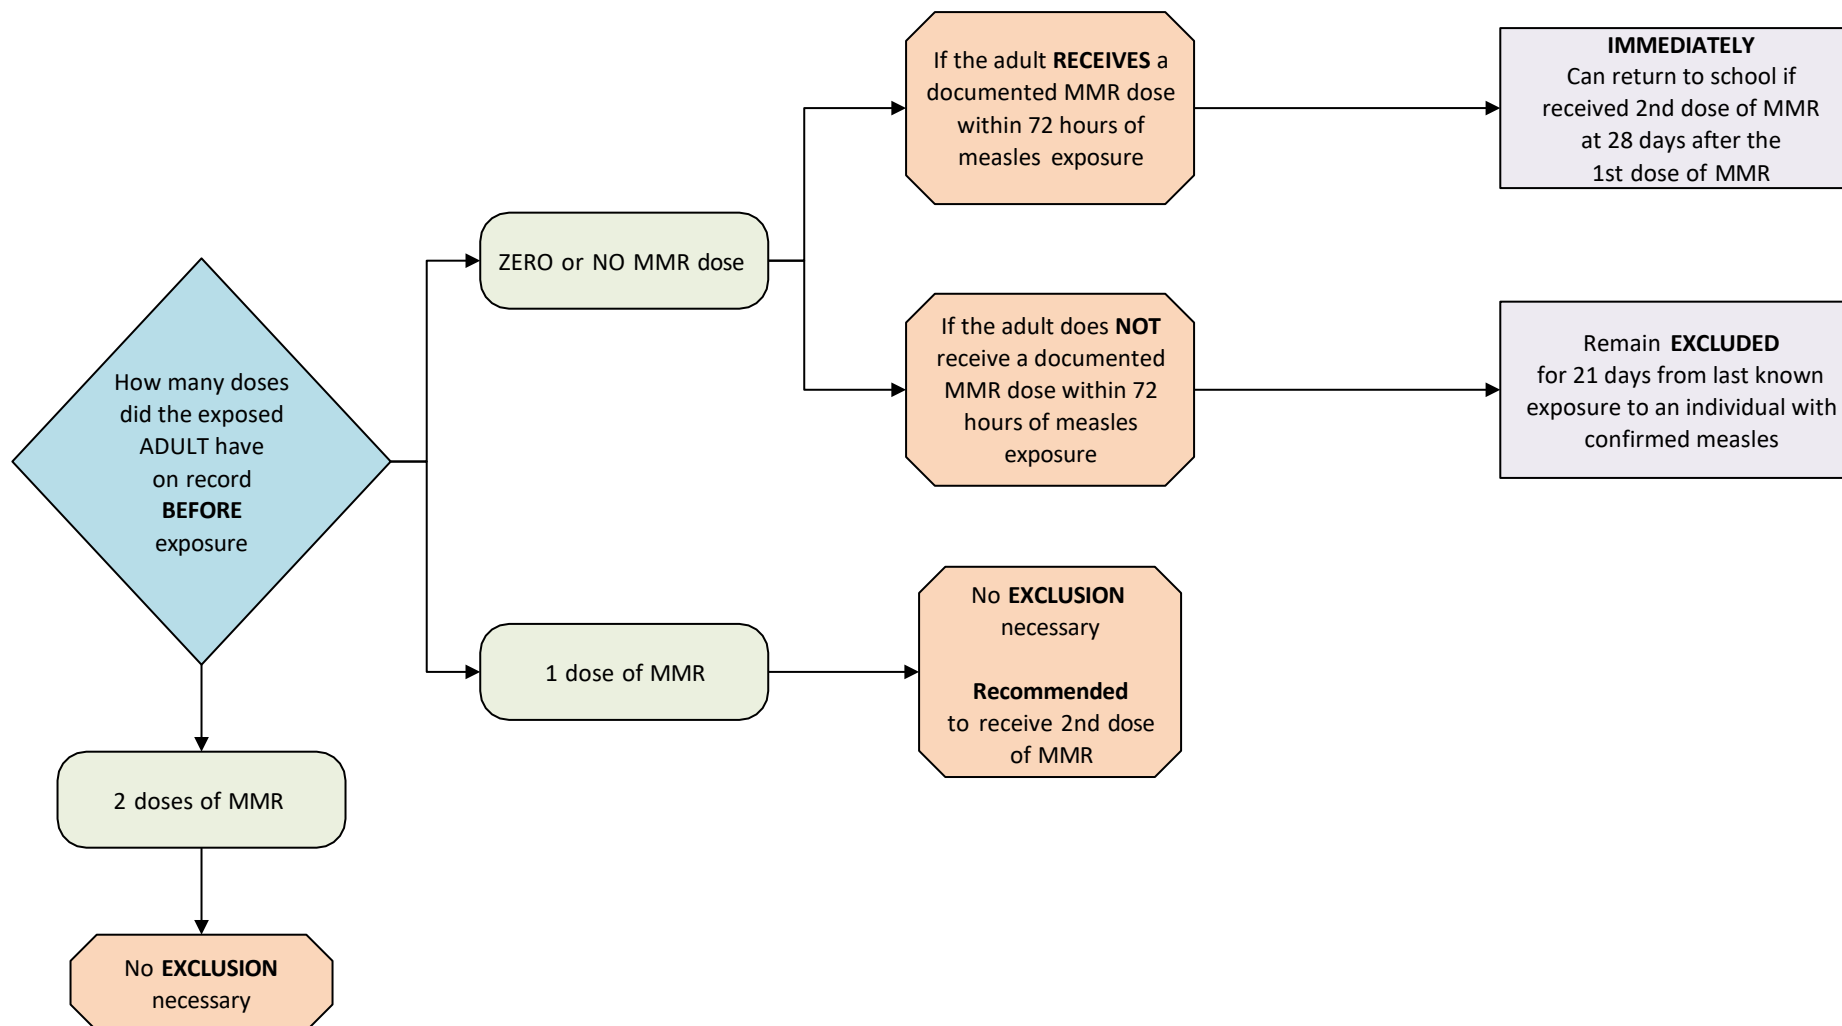 How many doses
did the exposed
ADULT have
on record
BEFORE
exposure
ZERO or NO MMR dose
If the adult RECEIVES a
documented MMR dose
within 72 hours of
measles exposure
IMMEDIATELY
Can return to school if
received 2nd dose of MMR
at 28 days after the
1st dose of MMR
If the adult does NOT
receive a documented
MMR dose within 72
hours of measles
exposure
Remain EXCLUDED
for 21 days from last known
exposure to an individual with
confirmed measles
1 dose of MMR
No EXCLUSION
necessary
Recommended
to receive 2nd dose
of MMR
2 doses of MMR
No EXCLUSION
necessary